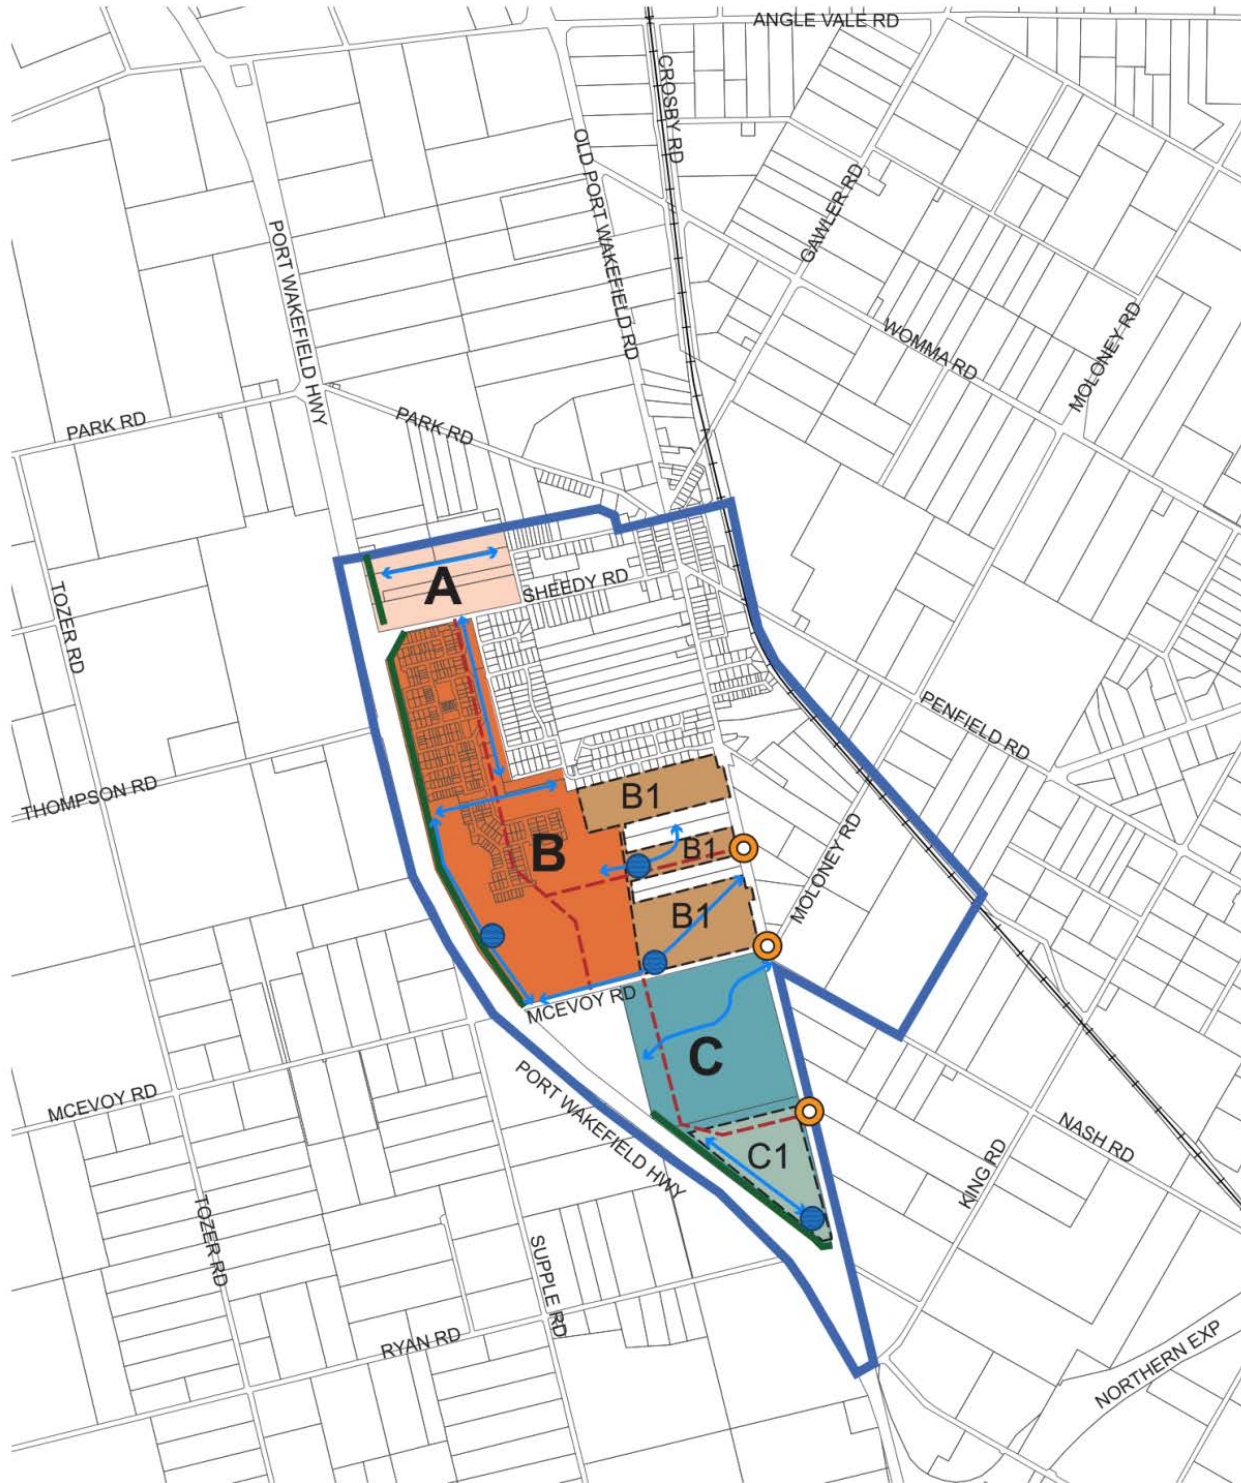 ANGLE VALE RD
CROSBY RD
OLD PORT WAKEFIELD RD
GAWLER RD
PORT WAKEFIELD HWY
WOMMA RD
MOLONEY RD
PARK RD
PARK RD
A
SHEEDY RD
TOZER RD
PENFIELD RD
THOMPSON RD
B1
B
B1
MOLONEY RD
B1
MCEVOY RD
C
MCEVOY RD
PORT WAKEFIELD HWY
C1
NASH RD
KING RD
TOZER RD
SUPPLE RD
RYAN RD
NORTHERN EXP